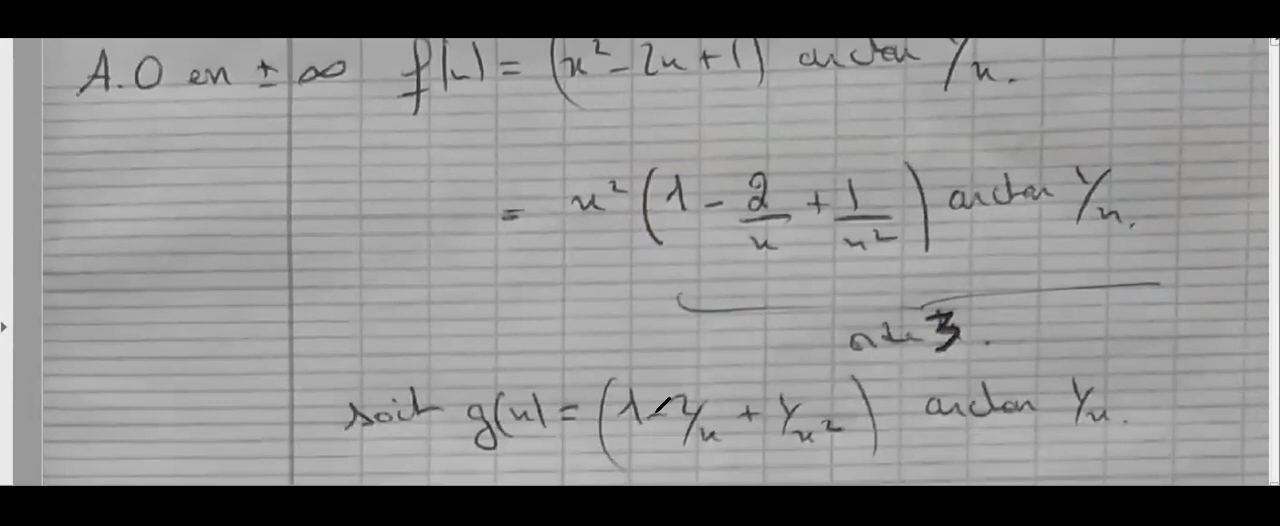 A.O en ± ∞ f(x) = (x² - 2x + 1) arctan 1/x.
= x² (1 - 2/x + 1/x²) arctan 1/x.
3.
soit g(x) = (1 - 2/x + 1/x²) arctan 1/x.